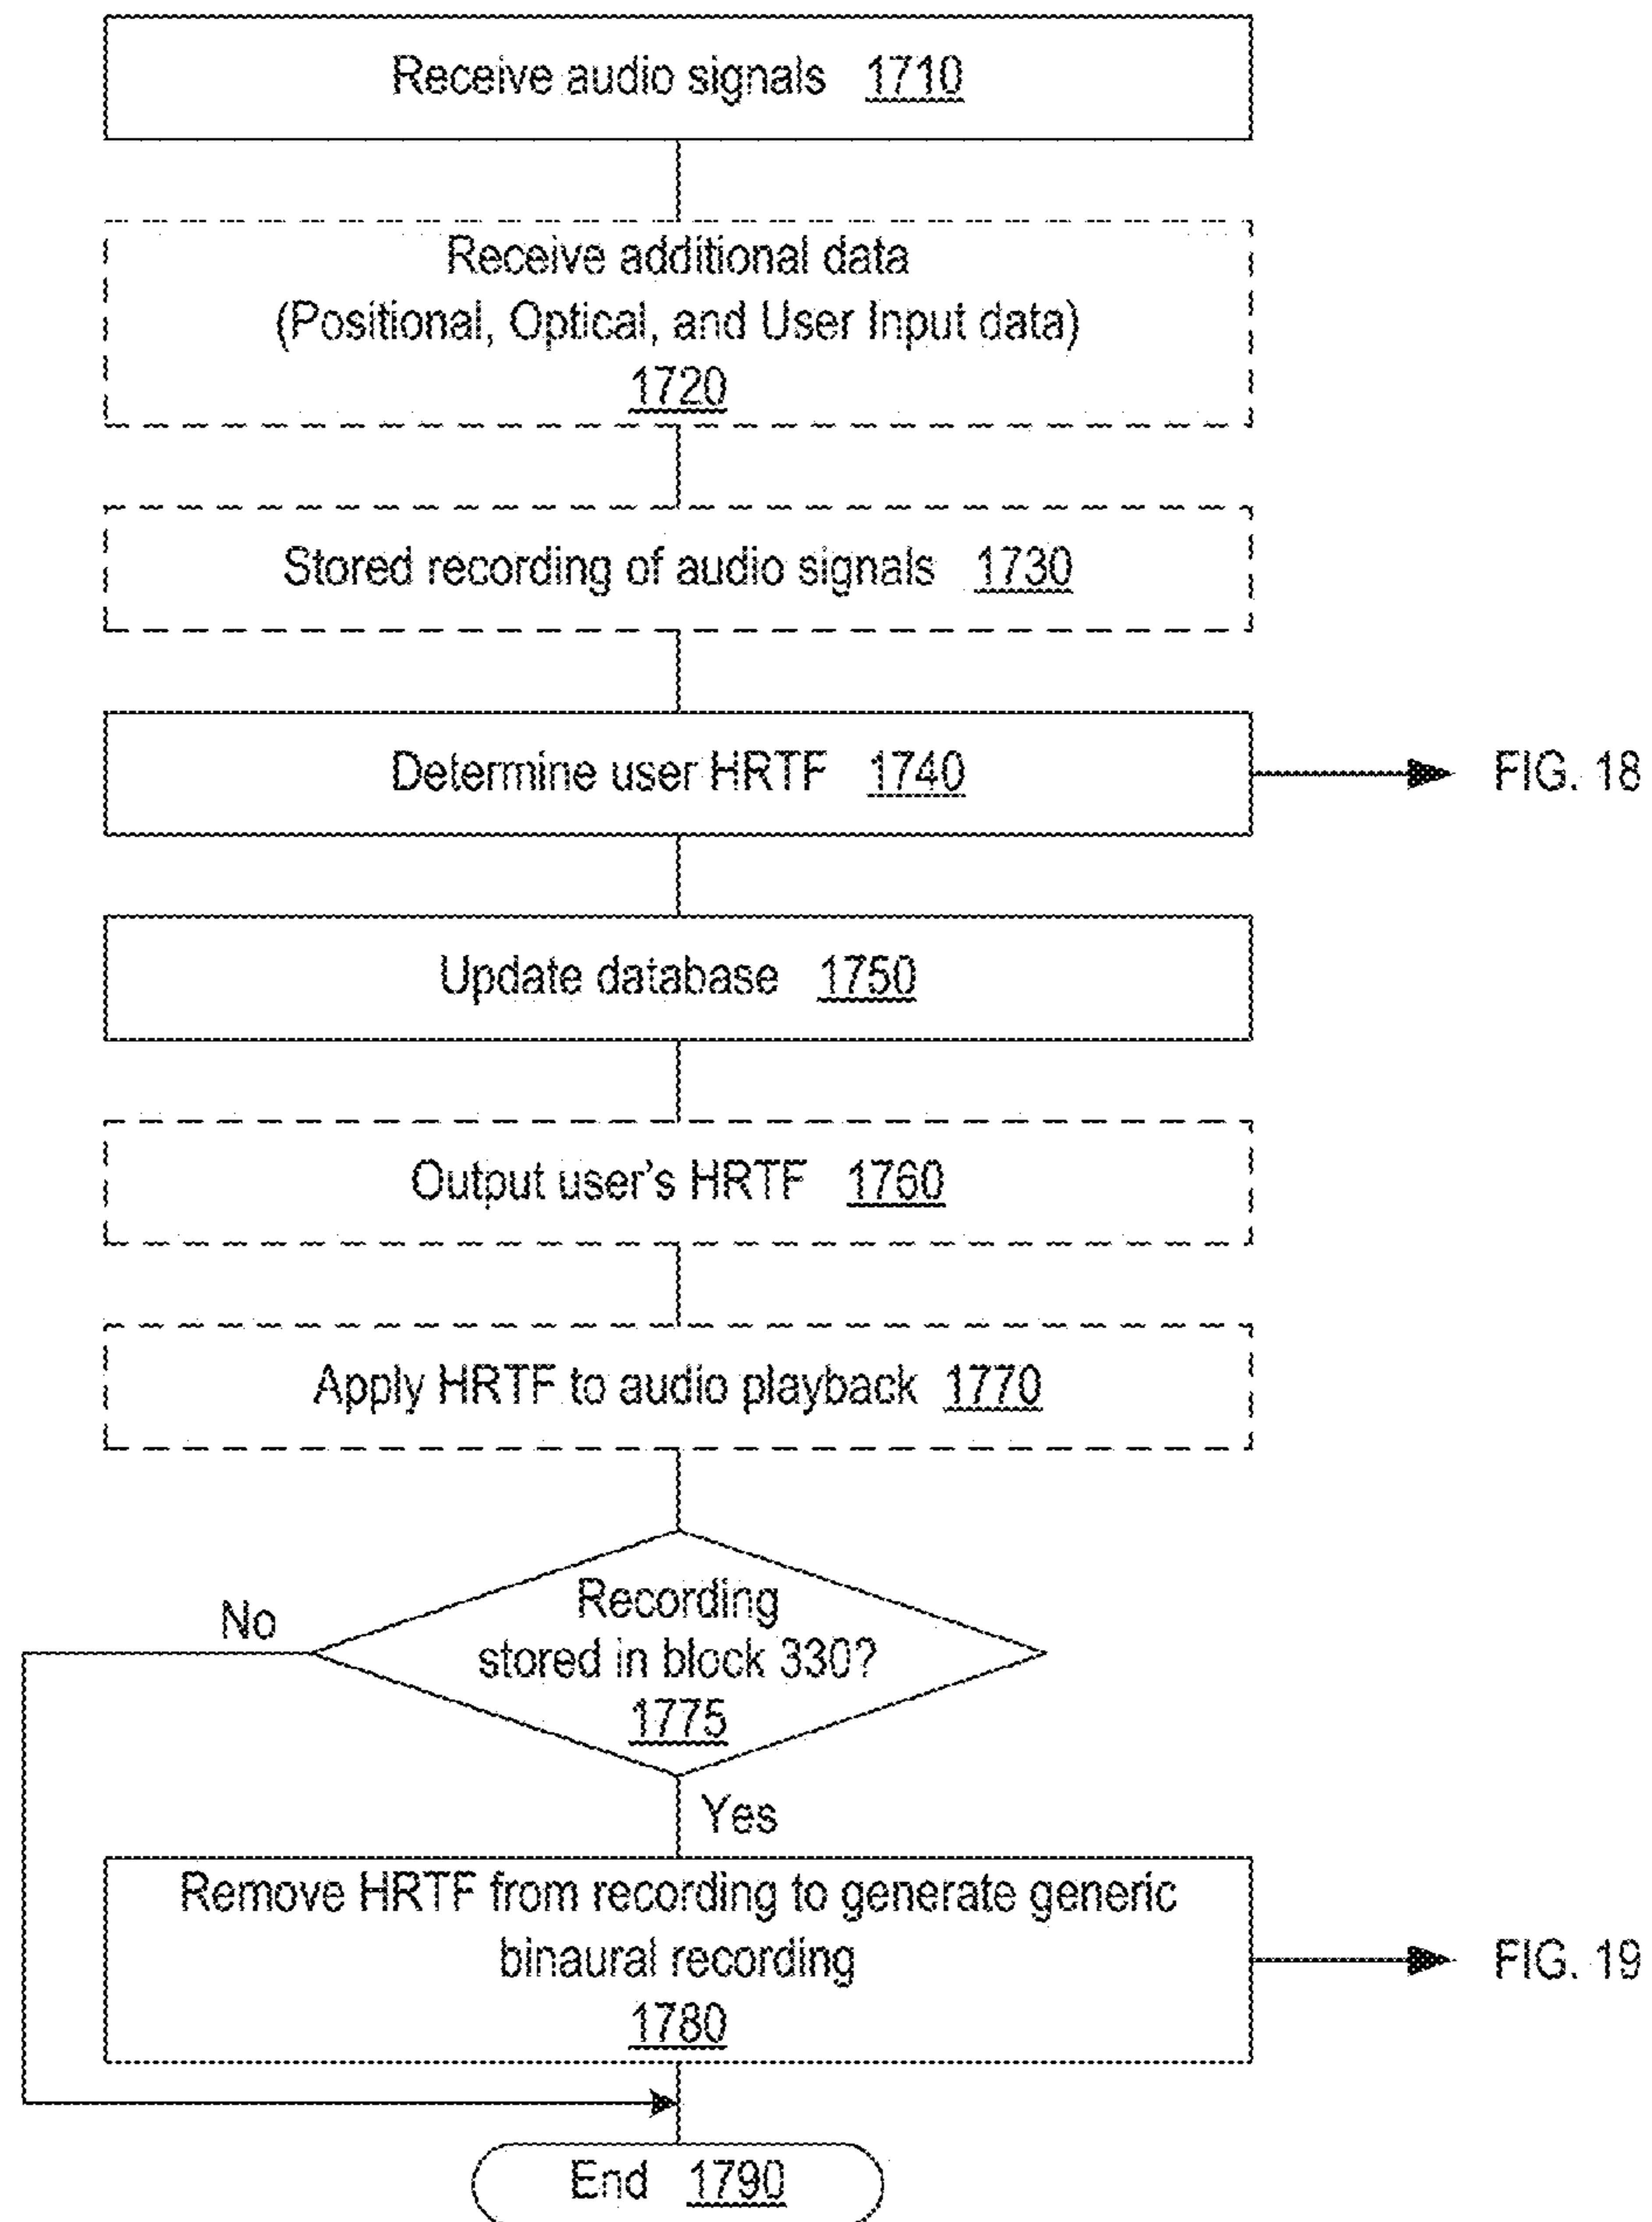 Receive audio signals 1710
Receive additional data
(Positional, Optical, and User Input data)
1720
Stored recording of audio signals 1730
Determine user HRTF 1740
FIG. 18
Update database 1750
Output user's HRTF 1760
Apply HRTF to audio playback 1770
Recording
stored in block 330?
1775
No
Yes
Remove HRTF from recording to generate generic
binaural recording
1780
FIG. 19
End 1790